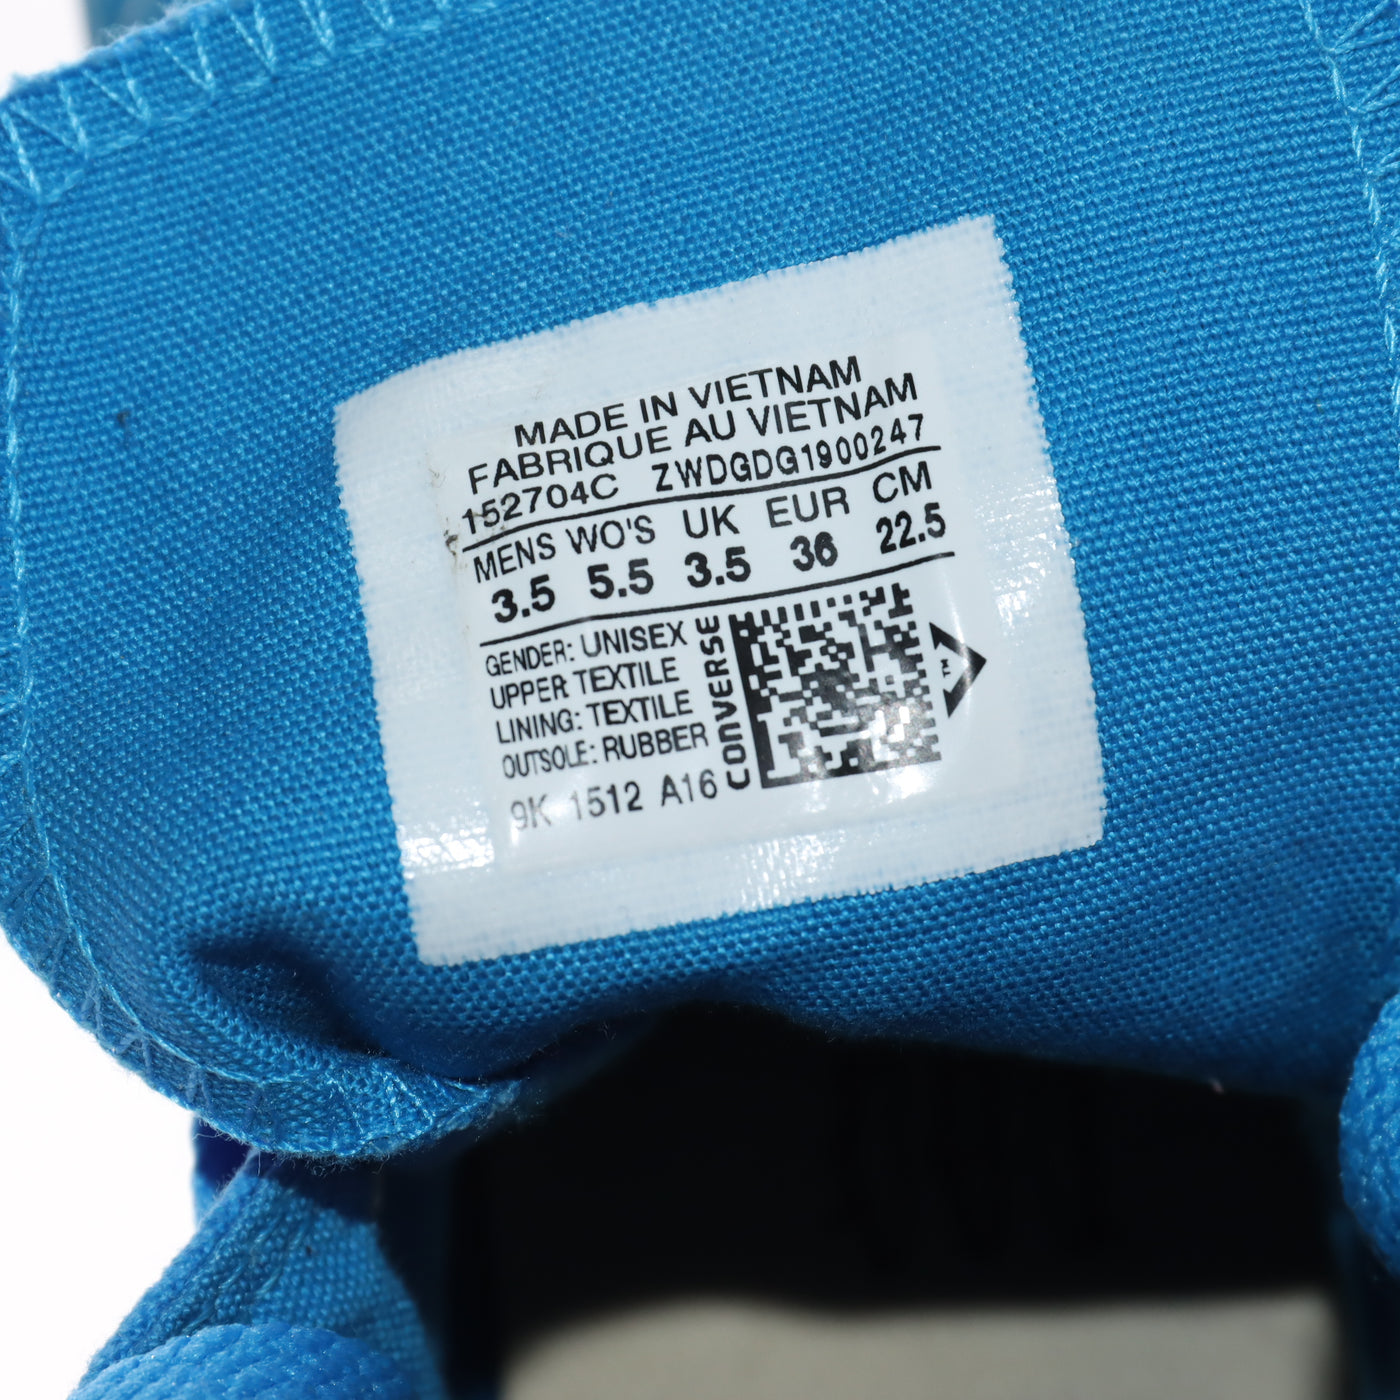 MADE IN VIETNAM
FABRIQUE AU VIETNAM
152704C ZWDGDG1900247
MENS WO'S UK EUR CM
3.5 5.5 3.5 36 22.5
GENDER: UNISEX
UPPER TEXTILE
LINING: TEXTILE
OUTSOLE: RUBBER
9K 1512 A16
CONVERSE